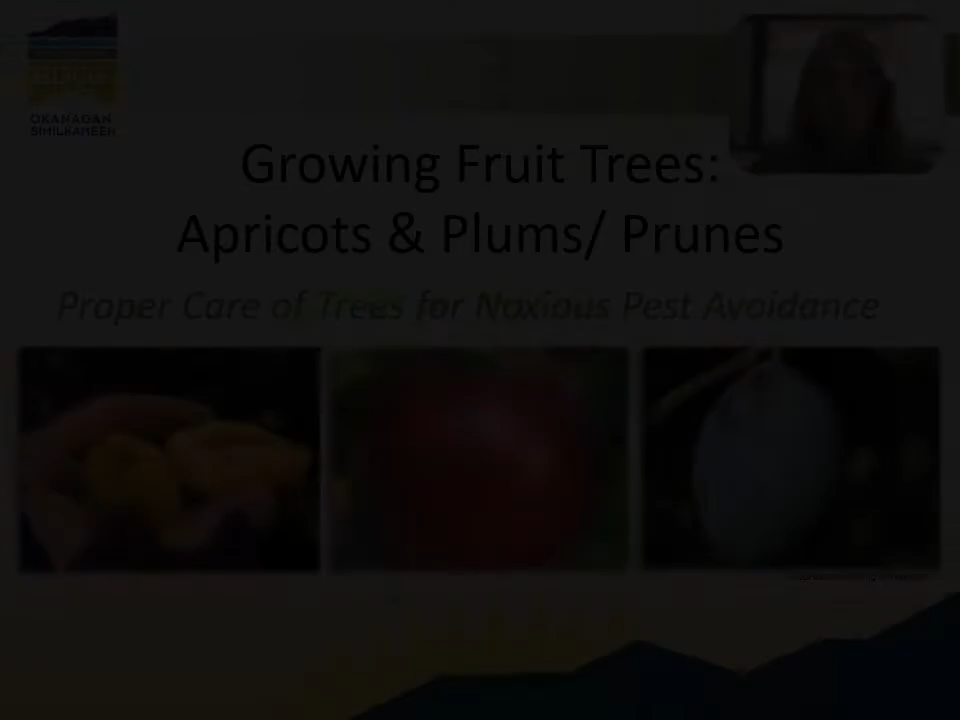 OKANAGAN
SIMILKAMEEN
Growing Fruit Trees:
Apricots & Plums/ Prunes
Proper Care of Trees for Noxious Pest Avoidance